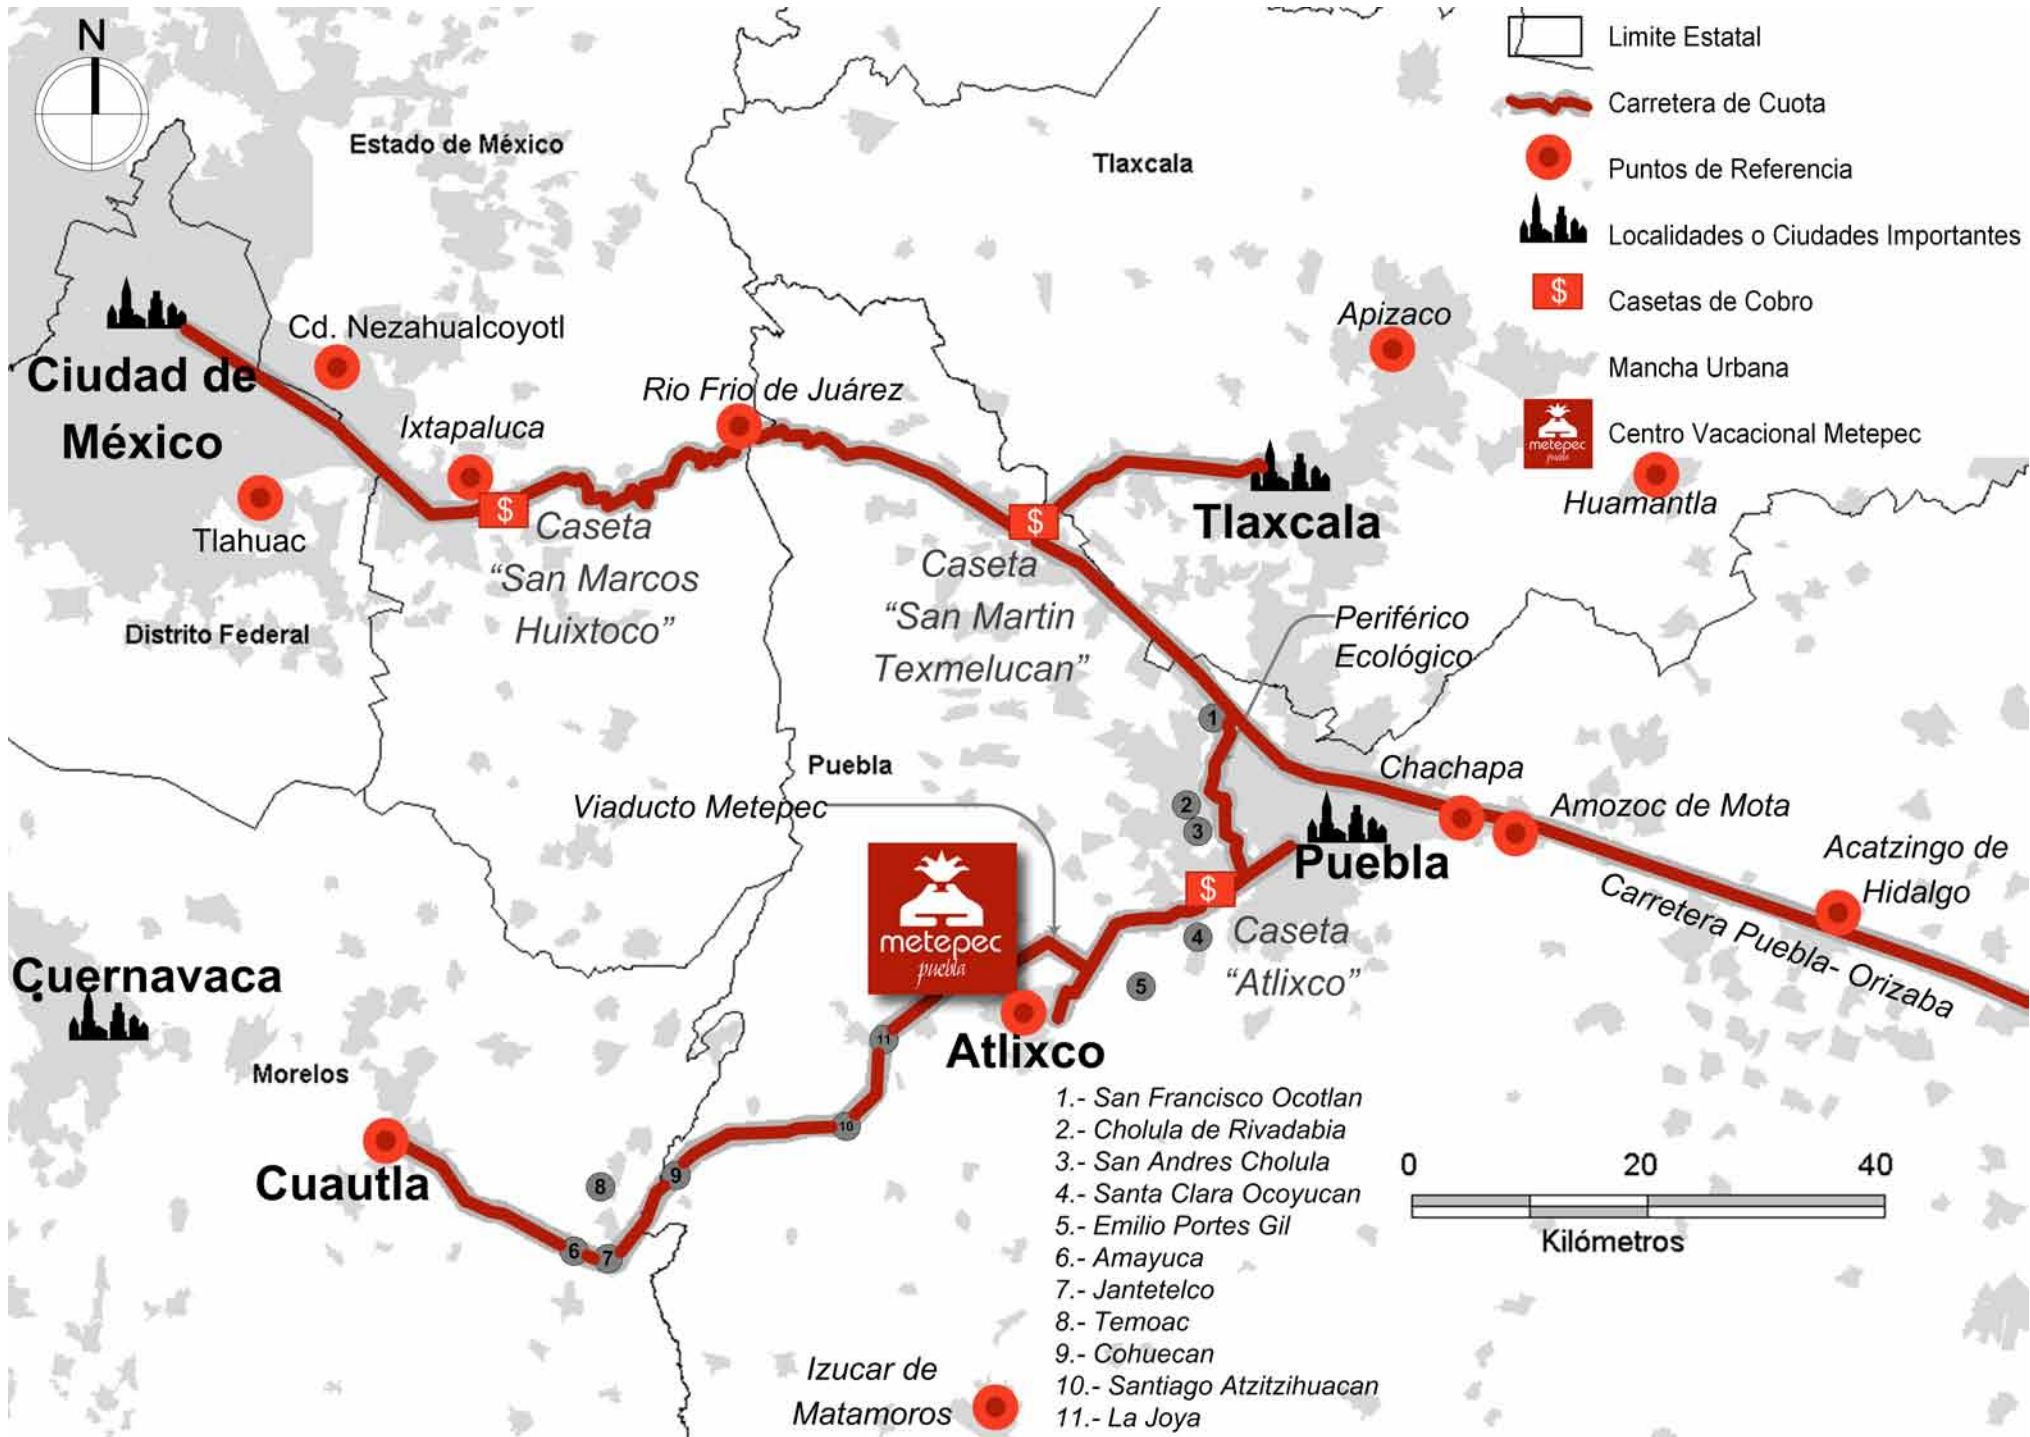 N
Estado de México
Tlaxcala
Limite Estatal
Carretera de Cuota
Puntos de Referencia
Localidades o Ciudades Importantes
$
Casetas de Cobro
Mancha Urbana
metepec
puebla
Centro Vacacional Metepec
Ciudad de
México
Cd. Nezahualcoyotl
Ixtapaluca
Rio Frio de Juárez
Apizaco
Huamantla
Tlahuac
$
Caseta
“San Marcos
Huixtoco”
$
Caseta
“San Martin
Texmelucan”
Tlaxcala
Distrito Federal
Periférico
Ecológico
1
Puebla
Viaducto Metepec
2
3
Chachapa
Amozoc de Mota
Puebla
Acatzingo de
Hidalgo
Carretera Puebla- Orizaba
$
Caseta
“Atlixco”
4
5
metepec
puebla
Cuernavaca
Morelos
Atlixco
11
10
9
8
7
6
Cuautla
1.- San Francisco Ocotlan
2.- Cholula de Rivadabia
3.- San Andres Cholula
4.- Santa Clara Ocoyucan
5.- Emilio Portes Gil
6.- Amayuca
7.- Jantetelco
8.- Temoac
9.- Cohuecan
10.- Santiago Atzitzihuacan
11.- La Joya
0 20 40
Kilómetros
Izucar de
Matamoros